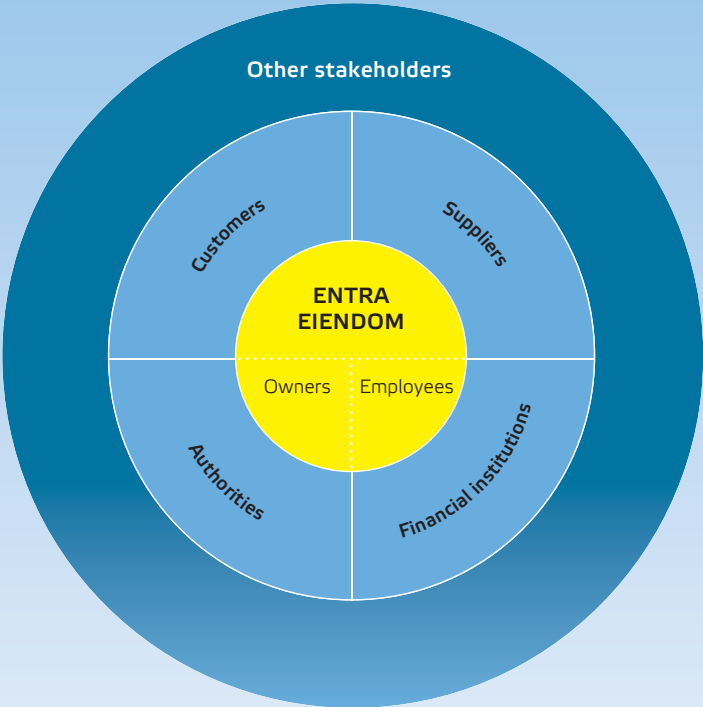 Other stakeholders
Customers
Suppliers
ENTRA
EIENDOM
Owners
Employees
Authorities
Financial institutions